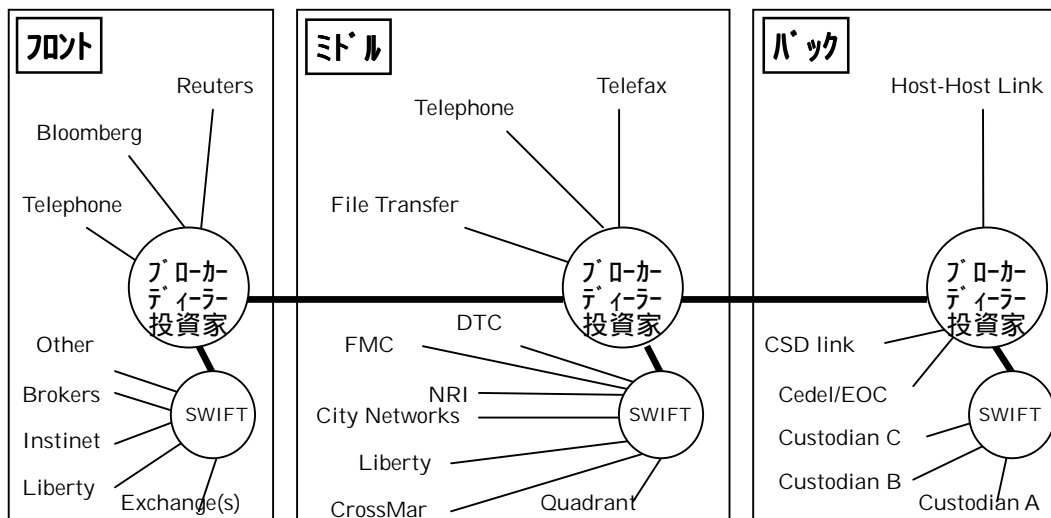 フロント
Reuters
Bloomberg
Telephone
ブローカー
ディーラー
投資家
Other
Brokers
Instinet
Liberty
Exchange(s)
SWIFT
ミドル
Telefax
Telephone
File Transfer
ブローカー
ディーラー
投資家
DTC
FMC
NRI
City Networks
Liberty
CrossMar
Quadrant
SWIFT
バック
Host-Host Link
ブローカー
ディーラー
投資家
CSD link
Cedel/EOC
Custodian C
Custodian B
Custodian A
SWIFT